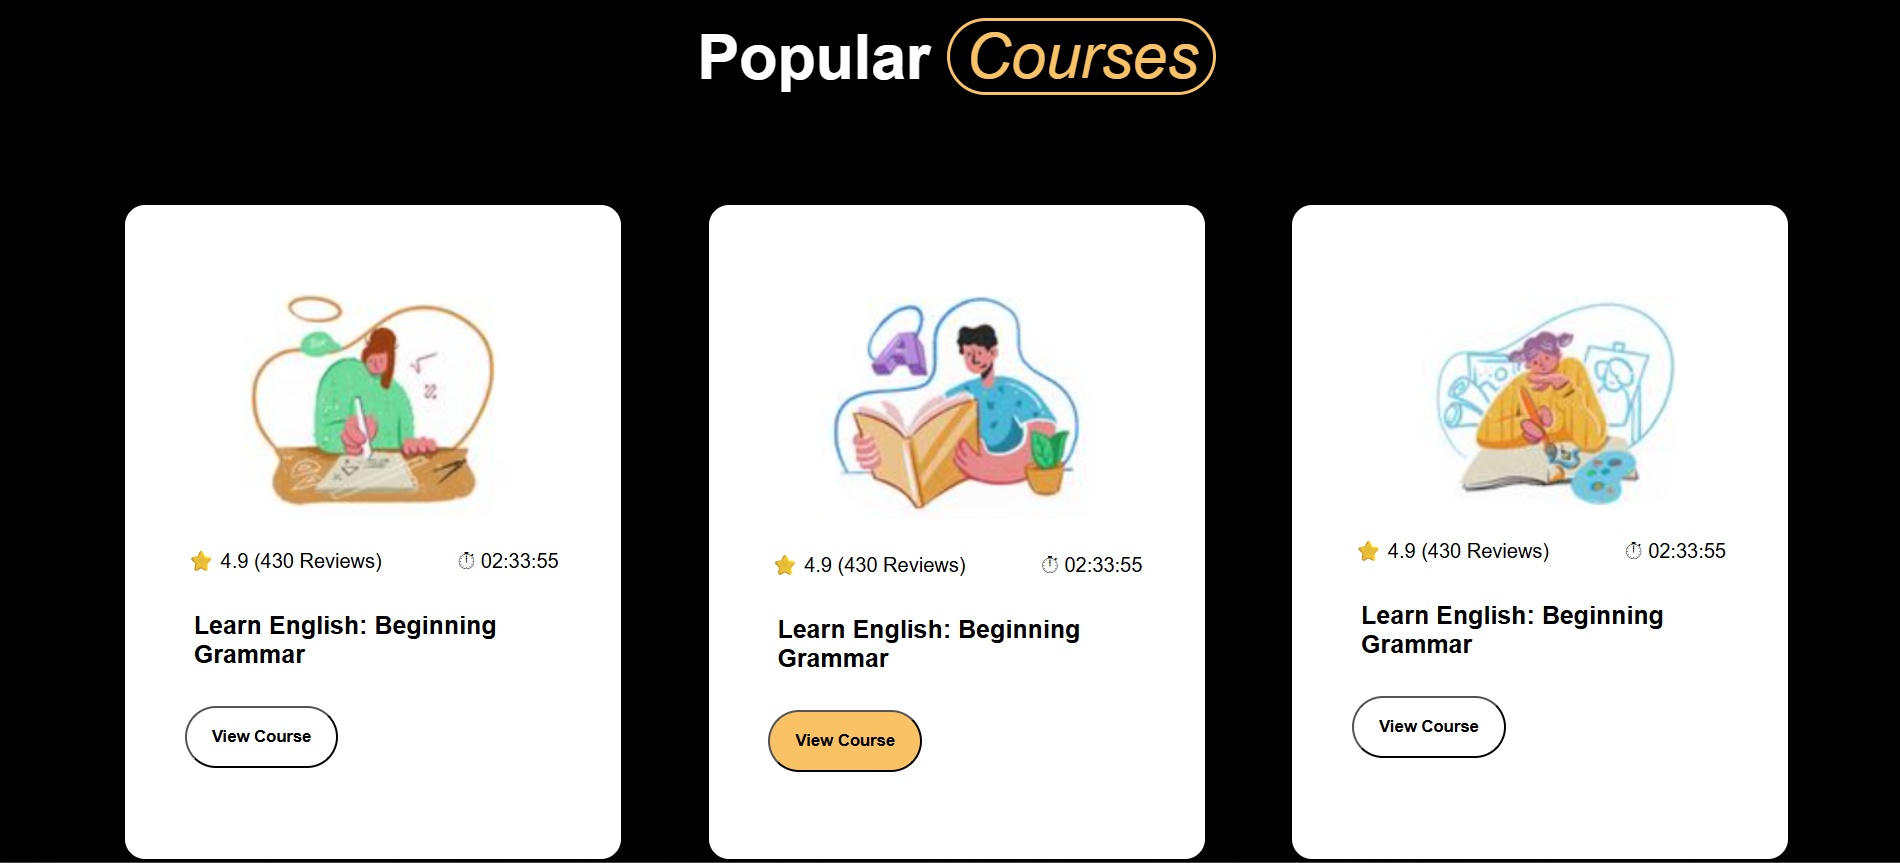 Popular Courses
4.9 (430 Reviews) 02:33:55
Learn English: Beginning
Grammar
View Course
A
4.9 (430 Reviews) 02:33:55
Learn English: Beginning
Grammar
View Course
4.9 (430 Reviews) 02:33:55
Learn English: Beginning
Grammar
View Course